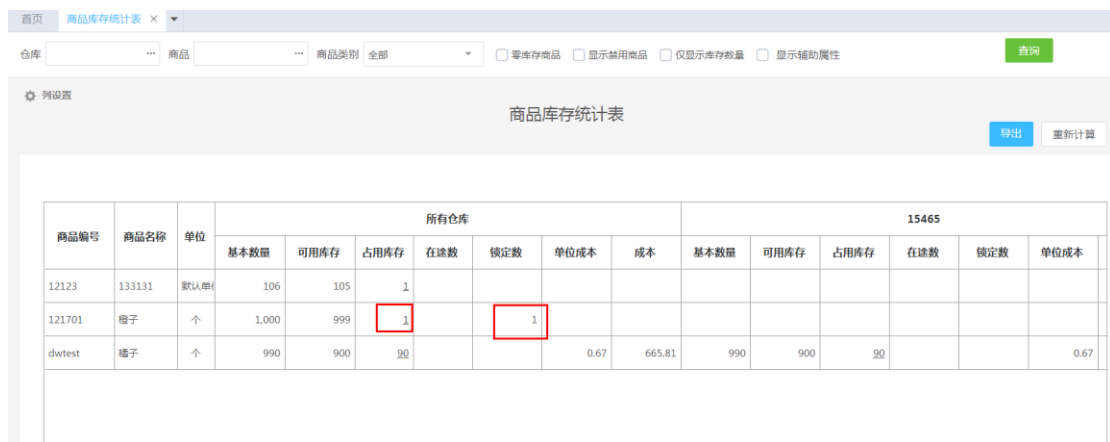 首页 商品库存统计表 ×
仓库 ··· 商品 ··· 商品类别 全部 零库存商品 显示禁用商品 仅显示库存数量 显示辅助属性 查询
列设置
商品库存统计表
导出 重新计算
商品编号 商品名称 单位 所有仓库 15465
基本数量 可用库存 占用库存 在途数 锁定数 单位成本 成本 基本数量 可用库存 占用库存 在途数 锁定数 单位成本
12123 133131 默认单 106 105 1
121701 橙子 个 1,000 999 1 1
dwtest 橘子 个 990 900 90 0.67 665.81 990 900 90 0.67